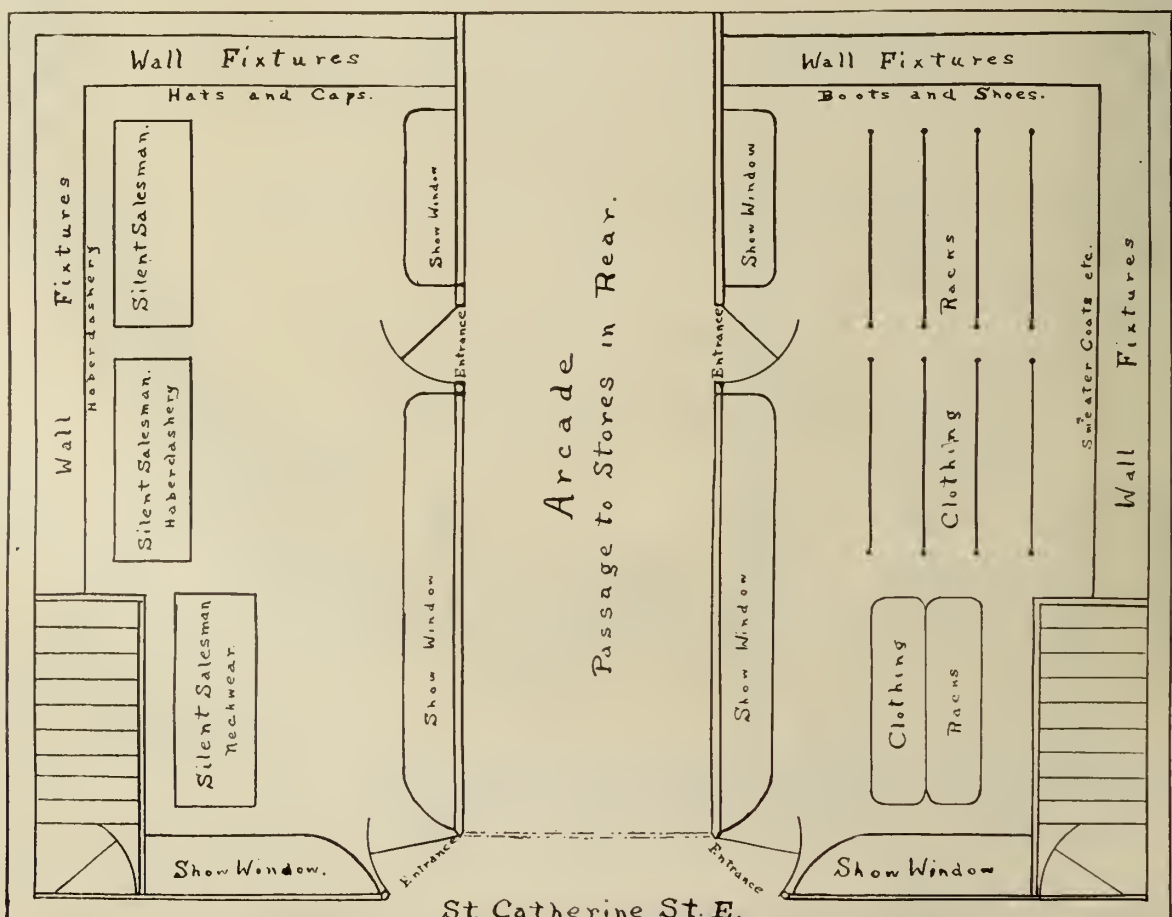 Wall Fixtures
Hats and Caps.
Wall Fixtures
Haberdashery
Silent Salesman.
Silent Salesman.
Haberdashery
Silent Salesman
Neckwear.
Show Window
Entrance
Show Window
Show Window.
Entrance
Arcade
Passage to Stores in Rear.
Wall Fixtures
Boots and Shoes.
Show Window
Entrance
Show Window
Racks
Clothing
Sweater Coats etc.
Wall Fixtures
Clothing
Racks
Entrance
Show Window
St. Catherine St. E.